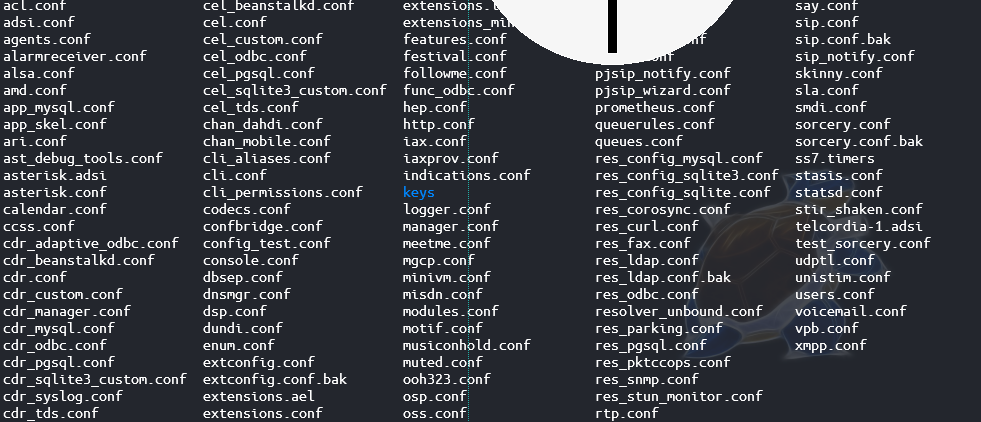 acl.conf cel_beanstalkd.conf say.conf
adsi.conf cel.conf sip.conf
agents.conf cel_custom.conf features.conf sip.conf.bak
alarmreceiver.conf cel_odbc.conf festival.conf sip_notify.conf
alsa.conf cel_pgsql.conf followme.conf pjsip_notify.conf skinny.conf
amd.conf cel_sqlite3_custom.conf func_odbc.conf pjsip_wizard.conf sla.conf
app_mysql.conf cel_tds.conf hep.conf prometheus.conf smdi.conf
app_skel.conf chan_dahdi.conf http.conf queuerules.conf sorcery.conf
ari.conf chan_mobile.conf iax.conf queues.conf sorcery.conf.bak
ast_debug_tools.conf cli_aliases.conf iaxprov.conf res_config_mysql.conf ss7.timers
asterisk.adsi cli.conf indications.conf res_config_sqlite3.conf stasis.conf
asterisk.conf cli_permissions.conf keys res_config_sqlite.conf statsd.conf
calendar.conf codecs.conf logger.conf res_corosync.conf stir_shaken.conf
ccss.conf confbridge.conf manager.conf res_curl.conf telcordia-1.adsi
cdr_adaptive_odbc.conf config_test.conf meetme.conf res_fax.conf test_sorcery.conf
cdr_beanstalkd.conf console.conf mgcp.conf res_ldap.conf udptl.conf
cdr.conf dbsep.conf minivm.conf res_ldap.conf.bak unistim.conf
cdr_custom.conf dnsmgr.conf misdn.conf res_odbc.conf users.conf
cdr_manager.conf dsp.conf modules.conf resolver_unbound.conf voicemail.conf
cdr_mysql.conf dundi.conf motif.conf res_parking.conf vpb.conf
cdr_odbc.conf enum.conf musiconhold.conf res_pgsql.conf xmpp.conf
cdr_pgsql.conf extconfig.conf muted.conf res_pktccops.conf
cdr_sqlite3_custom.conf extconfig.conf.bak ooh323.conf res_snmp.conf
cdr_syslog.conf extensions.ael osp.conf res_stun_monitor.conf
cdr_tds.conf extensions.conf oss.conf rtp.conf